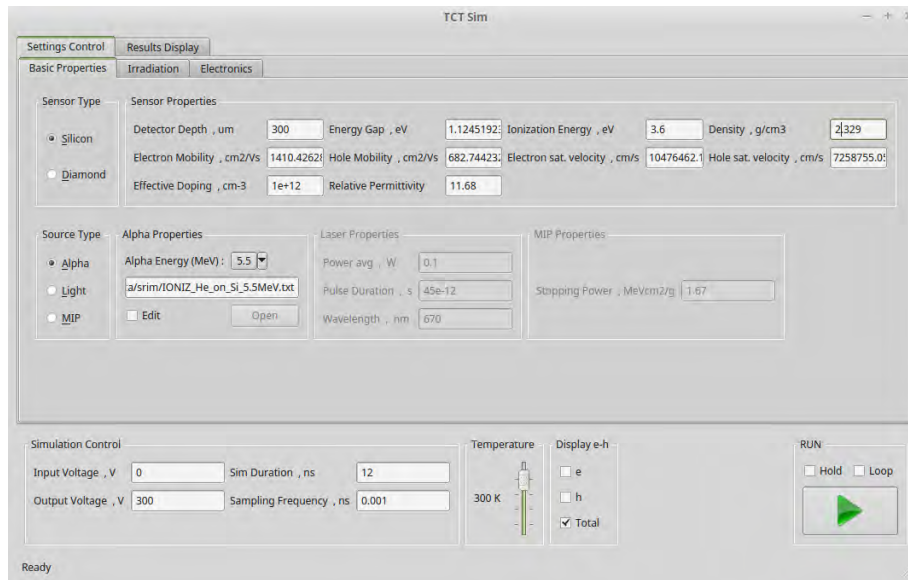 TCT Sim
Settings Control Results Display
Basic Properties Irradiation Electronics
Sensor Type Sensor Properties
Silicon
Diamond
Detector Depth , um 300 Energy Gap , eV 1.1245192 Ionization Energy , eV 3.6 Density , g/cm3 2.329
Electron Mobility , cm2/Vs 1410.42628 Hole Mobility , cm2/Vs 682.74423 Electron sat. velocity , cm/s 10476462.1 Hole sat. velocity , cm/s 7258755.0
Effective Doping , cm-3 1e+12 Relative Permittivity 11.68
Source Type Alpha Properties Laser Properties MIP Properties
Alpha
Light
MIP
Alpha Energy (MeV) : 5.5
a/srim/IONIZ_He_on_Si_5.5MeV.txt
Edit Open
Power avg , W 0.1
Pulse Duration , s 45e-12
Wavelength , nm 670
Stopping Power , MeVcm2/g 1.67
Simulation Control
Input Voltage , V 0 Sim Duration , ns 12
Output Voltage , V 300 Sampling Frequency , ns 0.001
Temperature
300 K
Display e-h
e
h
Total
RUN
Hold Loop
Ready